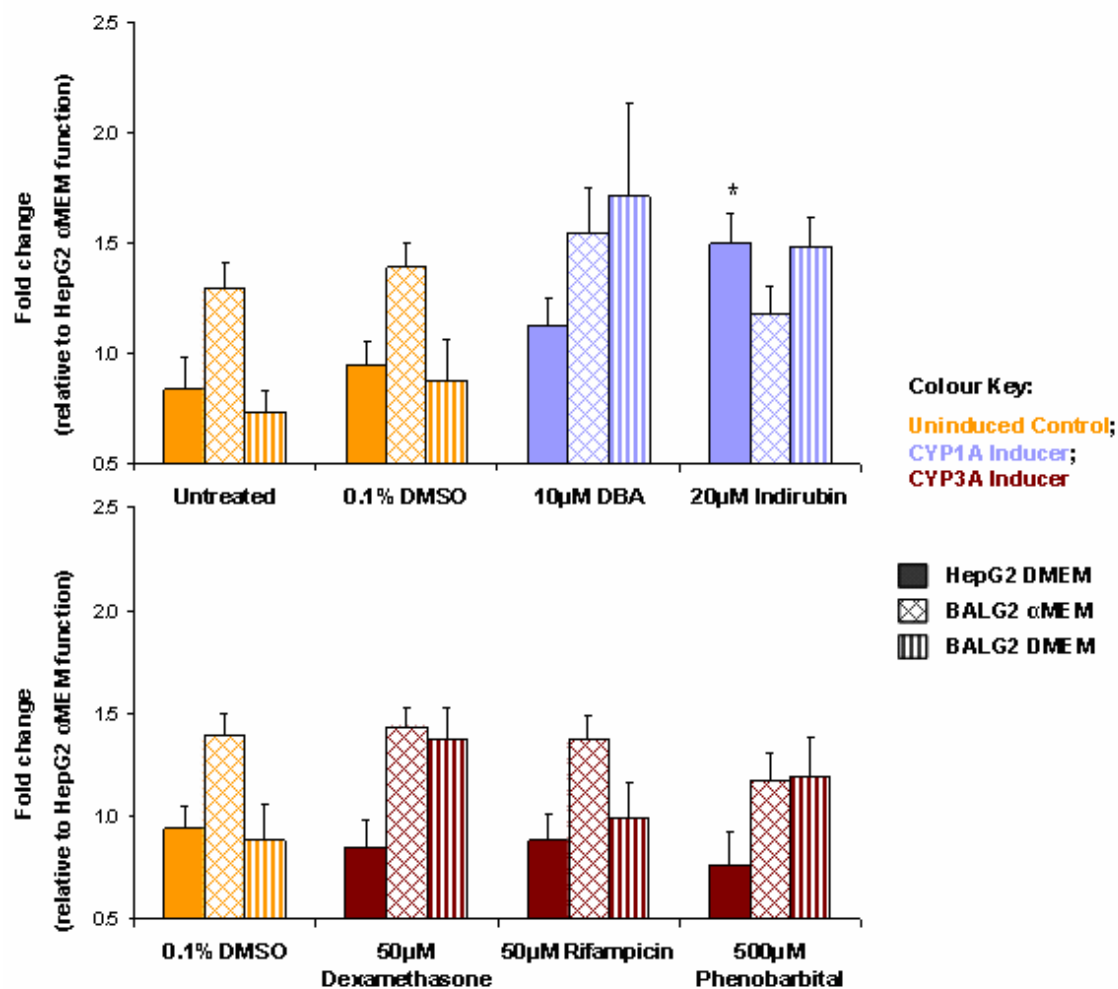 Fold change
(relative to HepG2 αMEM function)
2.5
2.0
1.5
1.0
0.5
*
Untreated
0.1% DMSO
10µM DBA
20µM Indirubin
Fold change
(relative to HepG2 αMEM function)
2.5
2.0
1.5
1.0
0.5
0.1% DMSO
50µM
Dexamethasone
50µM Rifampicin
500µM
Phenobarbital
Colour Key:
Uninduced Control;
CYP1A Inducer;
CYP3A Inducer
HepG2 DMEM
BALG2 αMEM
BALG2 DMEM